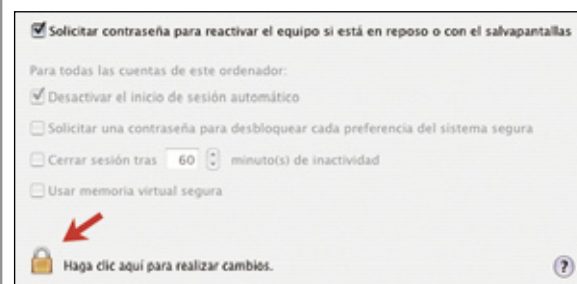 Solicitar contraseña para reactivar el equipo si está en reposo o con el salvapantallas
Para todas las cuentas de este ordenador:
Desactivar el inicio de sesión automático
Solicitar una contraseña para desbloquear cada preferencia del sistema segura
Cerrar sesión tras 60 minuto(s) de inactividad
Usar memoria virtual segura
Haga clic aquí para realizar cambios. ?